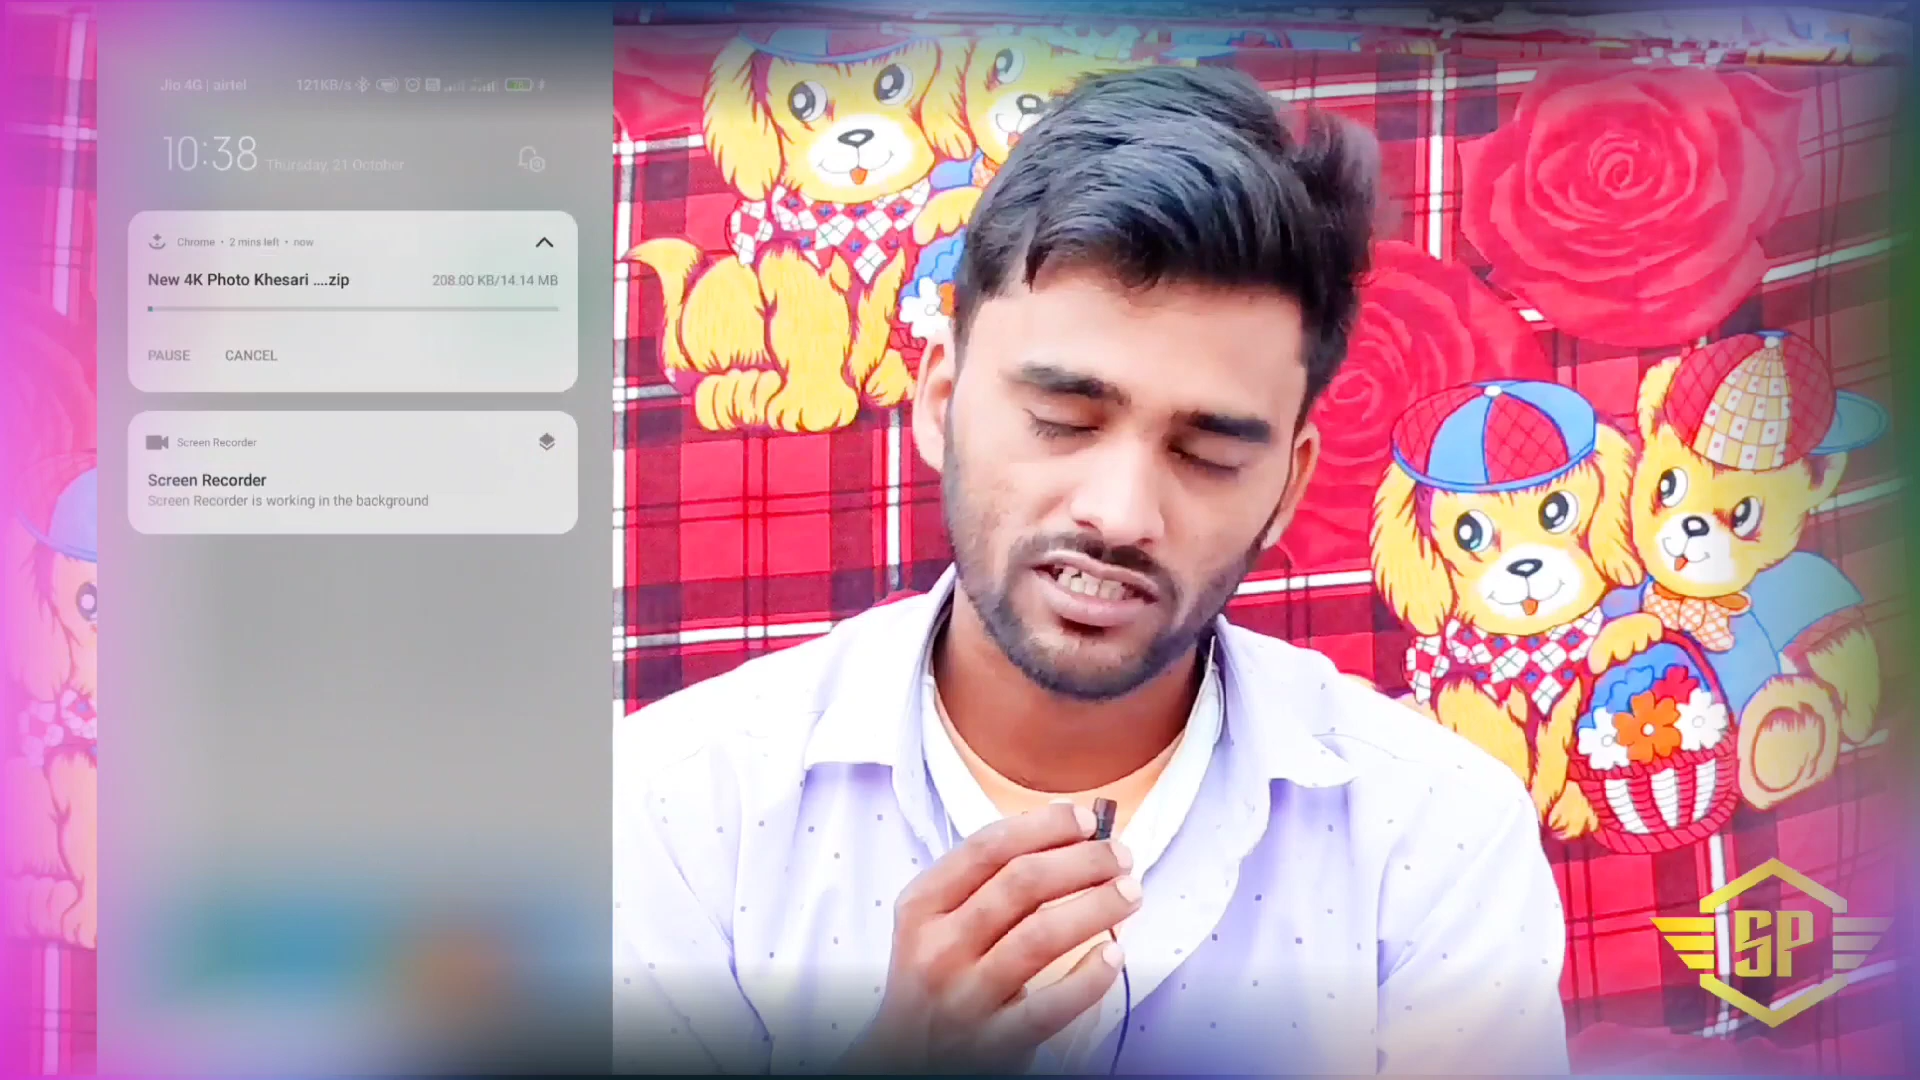 Jio 4G | airtel 121KB/s
10:38 Thursday, 21 October
Chrome • 2 mins left • now
New 4K Photo Khesari ....zip 208.00 KB/14.14 MB
PAUSE CANCEL
Screen Recorder
Screen Recorder
Screen Recorder is working in the background
SP